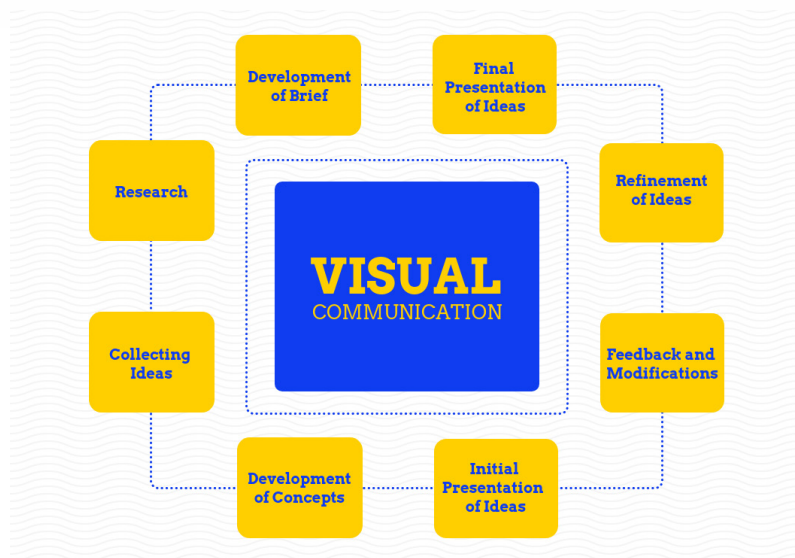 Development
of Brief
Final
Presentation
of Ideas
Research
Refinement
of Ideas
VISUAL
COMMUNICATION
Collecting
Ideas
Feedback and
Modifications
Development
of Concepts
Initial
Presentation
of Ideas